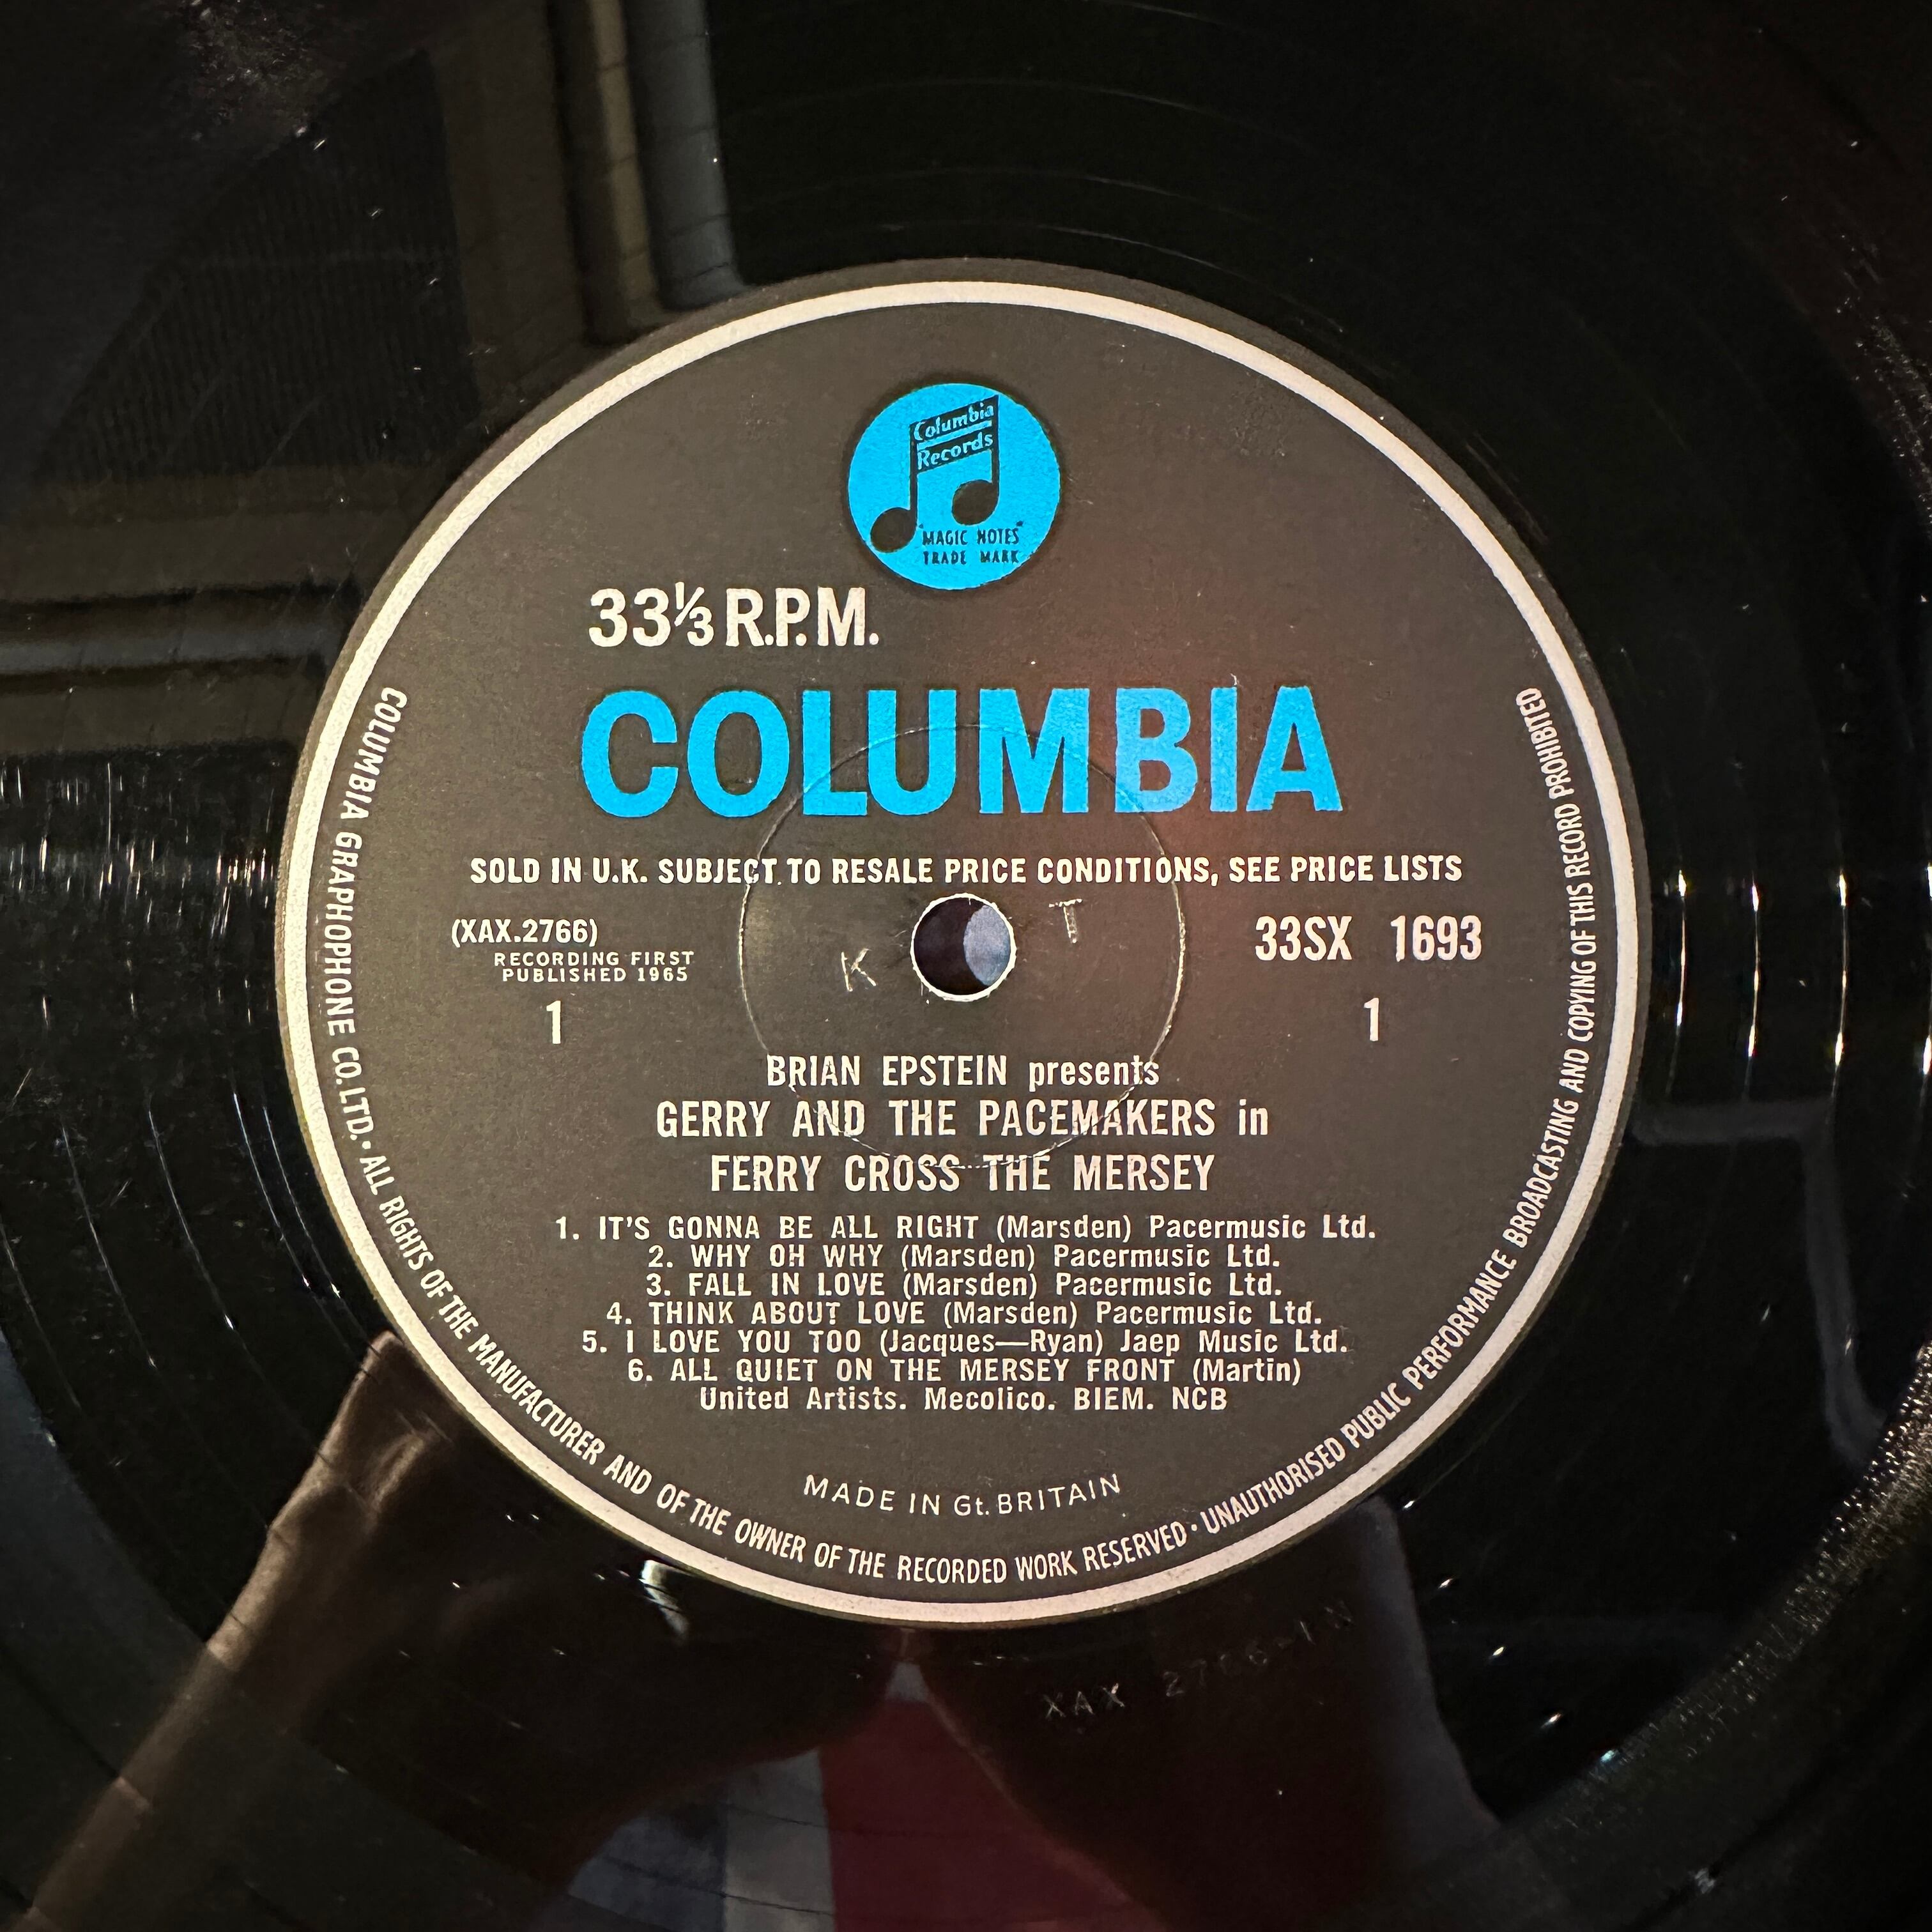 Columbia
Records
"MAGIC NOTES"
TRADE MARK
33⅓ R.P.M.
COLUMBIA
SOLD IN U.K. SUBJECT TO RESALE PRICE CONDITIONS, SEE PRICE LISTS
(XAX.2766)
RECORDING FIRST
PUBLISHED 1965
33SX 1693
K T
1 1
BRIAN EPSTEIN presents
GERRY AND THE PACEMAKERS in
FERRY CROSS THE MERSEY
1. IT'S GONNA BE ALL RIGHT (Marsden) Pacermusic Ltd.
2. WHY OH WHY (Marsden) Pacermusic Ltd.
3. FALL IN LOVE (Marsden) Pacermusic Ltd.
4. THINK ABOUT LOVE (Marsden) Pacermusic Ltd.
5. I LOVE YOU TOO (Jacques—Ryan) Jaep Music Ltd.
6. ALL QUIET ON THE MERSEY FRONT (Martin)
United Artists. Mecolico. BIEM. NCB
MADE IN Gt. BRITAIN
COLUMBIA GRAPHOPHONE CO. LTD. · ALL RIGHTS OF THE MANUFACTURER AND OF THE OWNER OF THE RECORDED WORK RESERVED · UNAUTHORISED PUBLIC PERFORMANCE BROADCASTING AND COPYING OF THIS RECORD PROHIBITED
XAX 2766-1N